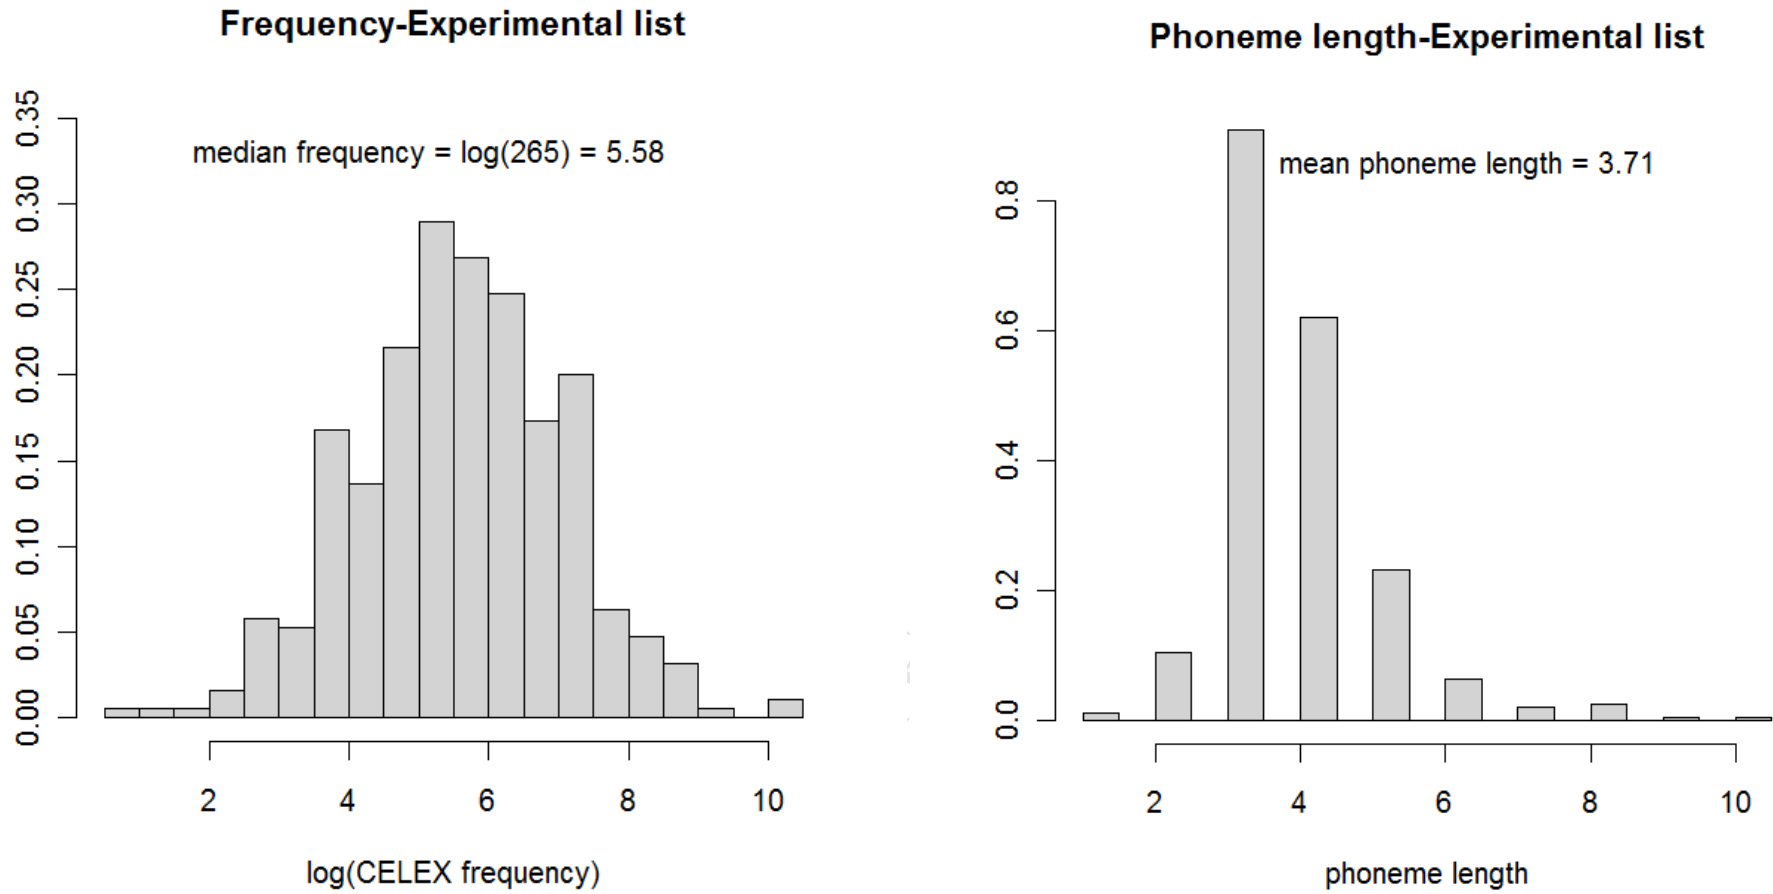 Frequency-Experimental list
0.35
0.30
0.25
0.20
0.15
0.10
0.05
0.00
median frequency = log(265) = 5.58
2 4 6 8 10
log(CELEX frequency)
Phoneme length-Experimental list
0.8
0.6
0.4
0.2
0.0
mean phoneme length = 3.71
2 4 6 8 10
phoneme length